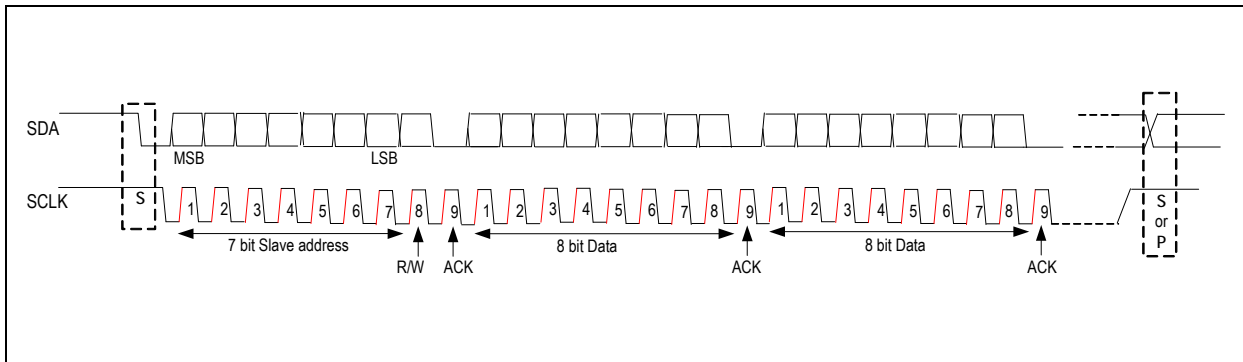 SDA
MSB LSB
SCLK
S
1 2 3 4 5 6 7 8 9 1 2 3 4 5 6 7 8 9 1 2 3 4 5 6 7 8 9
S
or
P
7 bit Slave address
8 bit Data
8 bit Data
R/W ACK ACK ACK